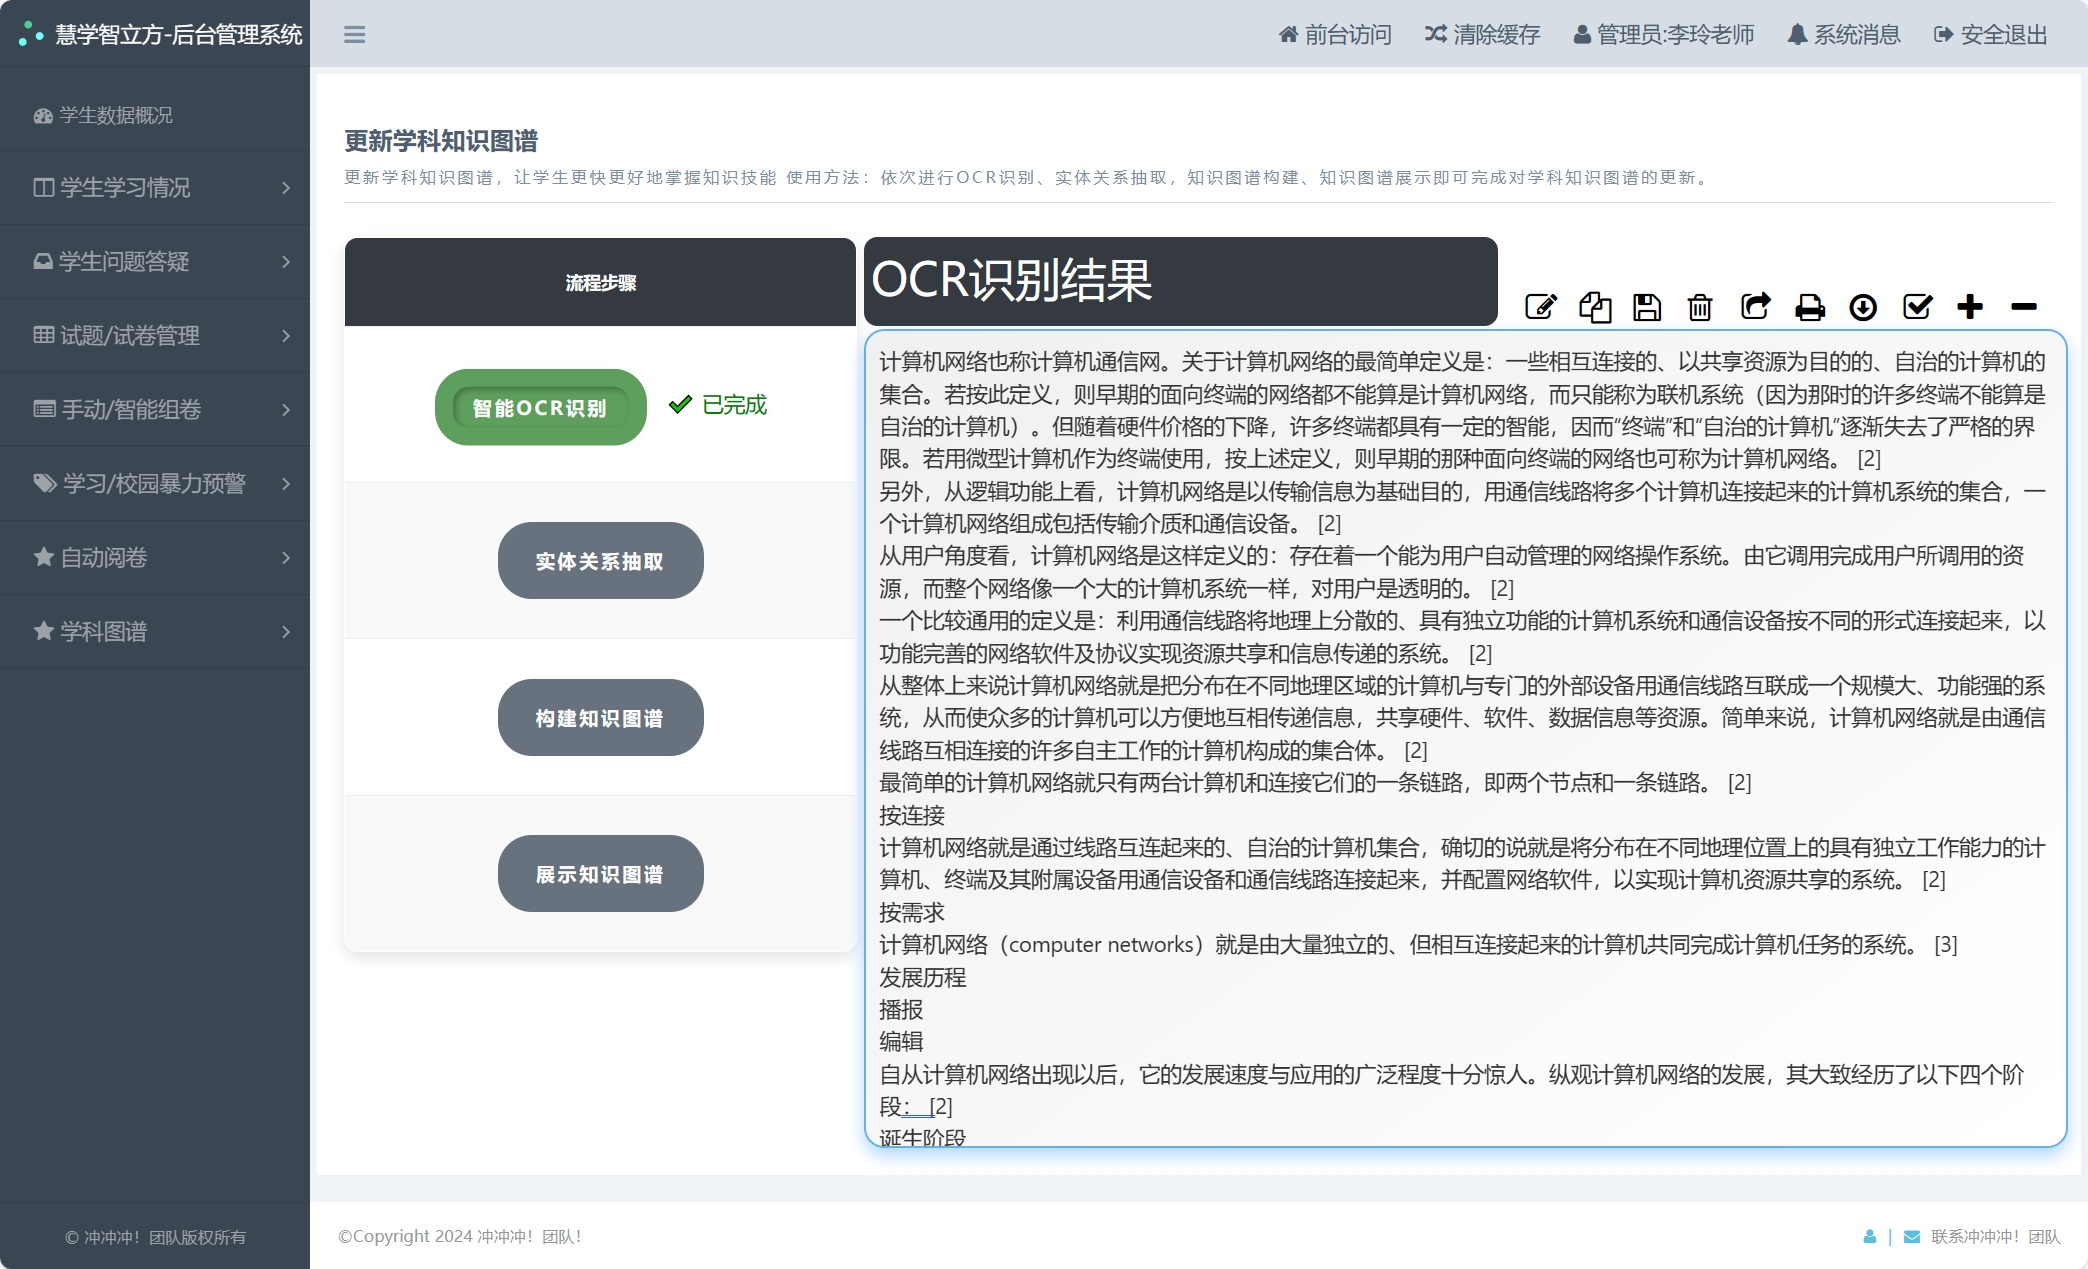 慧学智立方-后台管理系统
前台访问
清除缓存
管理员:李玲老师
系统消息
安全退出
学生数据概况
学生学习情况
学生问题答疑
试题/试卷管理
手动/智能组卷
学习/校园暴力预警
自动阅卷
学科图谱
© 冲冲冲！团队版权所有
更新学科知识图谱
更新学科知识图谱，让学生更快更好地掌握知识技能 使用方法：依次进行OCR识别、实体关系抽取，知识图谱构建、知识图谱展示即可完成对学科知识图谱的更新。
流程步骤
智能OCR识别
已完成
实体关系抽取
构建知识图谱
展示知识图谱
OCR识别结果
计算机网络也称计算机通信网。关于计算机网络的最简单定义是：一些相互连接的、以共享资源为目的的、自治的计算机的
集合。若按此定义，则早期的面向终端的网络都不能算是计算机网络，而只能称为联机系统（因为那时的许多终端不能算是
自治的计算机）。但随着硬件价格的下降，许多终端都具有一定的智能，因而“终端”和“自治的计算机”逐渐失去了严格的界
限。若用微型计算机作为终端使用，按上述定义，则早期的那种面向终端的网络也可称为计算机网络。 [2]
另外，从逻辑功能上看，计算机网络是以传输信息为基础目的，用通信线路将多个计算机连接起来的计算机系统的集合，一
个计算机网络组成包括传输介质和通信设备。 [2]
从用户角度看，计算机网络是这样定义的：存在着一个能为用户自动管理的网络操作系统。由它调用完成用户所调用的资
源，而整个网络像一个大的计算机系统一样，对用户是透明的。 [2]
一个比较通用的定义是：利用通信线路将地理上分散的、具有独立功能的计算机系统和通信设备按不同的形式连接起来，以
功能完善的网络软件及协议实现资源共享和信息传递的系统。 [2]
从整体上来说计算机网络就是把分布在不同地理区域的计算机与专门的外部设备用通信线路互联成一个规模大、功能强的系
统，从而使众多的计算机可以方便地互相传递信息，共享硬件、软件、数据信息等资源。简单来说，计算机网络就是由通信
线路互相连接的许多自主工作的计算机构成的集合体。 [2]
最简单的计算机网络就只有两台计算机和连接它们的一条链路，即两个节点和一条链路。 [2]
按连接
计算机网络就是通过线路互连起来的、自治的计算机集合，确切的说就是将分布在不同地理位置上的具有独立工作能力的计
算机、终端及其附属设备用通信设备和通信线路连接起来，并配置网络软件，以实现计算机资源共享的系统。 [2]
按需求
计算机网络（computer networks）就是由大量独立的、但相互连接起来的计算机共同完成计算机任务的系统。 [3]
发展历程
播报
编辑
自从计算机网络出现以后，它的发展速度与应用的广泛程度十分惊人。纵观计算机网络的发展，其大致经历了以下四个阶
段： [2]
诞生阶段
©Copyright 2024 冲冲冲！团队！
| 联系冲冲冲！团队